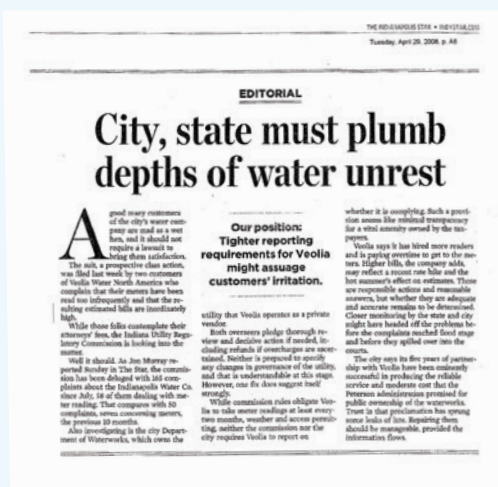 THE INDIANAPOLIS STAR • INDYSTAR.COM
Tuesday, April 29, 2008, p. A8
EDITORIAL
City, state must plumb
depths of water unrest
A good many customers
of the city's water com-
pany are mad as a wet
hen, and it should not
require a lawsuit to
bring them satisfaction.
The suit, a prospective class action,
was filed last week by two customers
of Veolia Water North America who
complain that their meters have been
read too infrequently and that the re-
sulting estimated bills are inordinately
high.
While those folks contemplate their
attorneys' fees, the Indiana Utility Regu-
latory Commission is looking into the
matter.
Well it should. As Jon Murray re-
ported Sunday in The Star, the commis-
sion has been deluged with 165 com-
plaints about the Indianapolis Water Co.
since July, 58 of them dealing with me-
ter reading. That compares with 50
complaints, seven concerning meters,
the previous 10 months.
Also investigating is the city Depart-
ment of Waterworks, which owns the
Our position:
Tighter reporting
requirements for Veolia
might assuage
customers' irritation.
utility that Veolia operates as a private
vendor.
Both overseers pledge thorough re-
view and decisive action if needed, in-
cluding refunds if overcharges are ascer-
tained. Neither is prepared to specify
any changes in governance of the utility,
and that is understandable at this stage.
However, one fix does suggest itself
strongly.
While commission rules obligate Veo-
lia to take meter readings at least every
two months, weather and access permit-
ting, neither the commission nor the
city requires Veolia to report on
whether it is complying. Such a provi-
sion seems like minimal transparency
for a vital amenity owned by the tax-
payers.
Veolia says it has hired more readers
and is paying overtime to get to the me-
ters. Higher bills, the company adds,
may reflect a recent rate hike and the
hot summer's effect on estimates. Those
are responsible actions and reasonable
answers, but whether they are adequate
and accurate remains to be determined.
Closer monitoring by the state and city
might have headed off the problems be-
fore the complaints reached flood stage
and before they spilled over into the
courts.
The city says its five years of partner-
ship with Veolia have been eminently
successful in producing the reliable
service and moderate cost that the
Peterson administration promised for
public ownership of the waterworks.
Trust in that proclamation has sprung
some leaks of late. Repairing them
should be manageable, provided the
information flows.